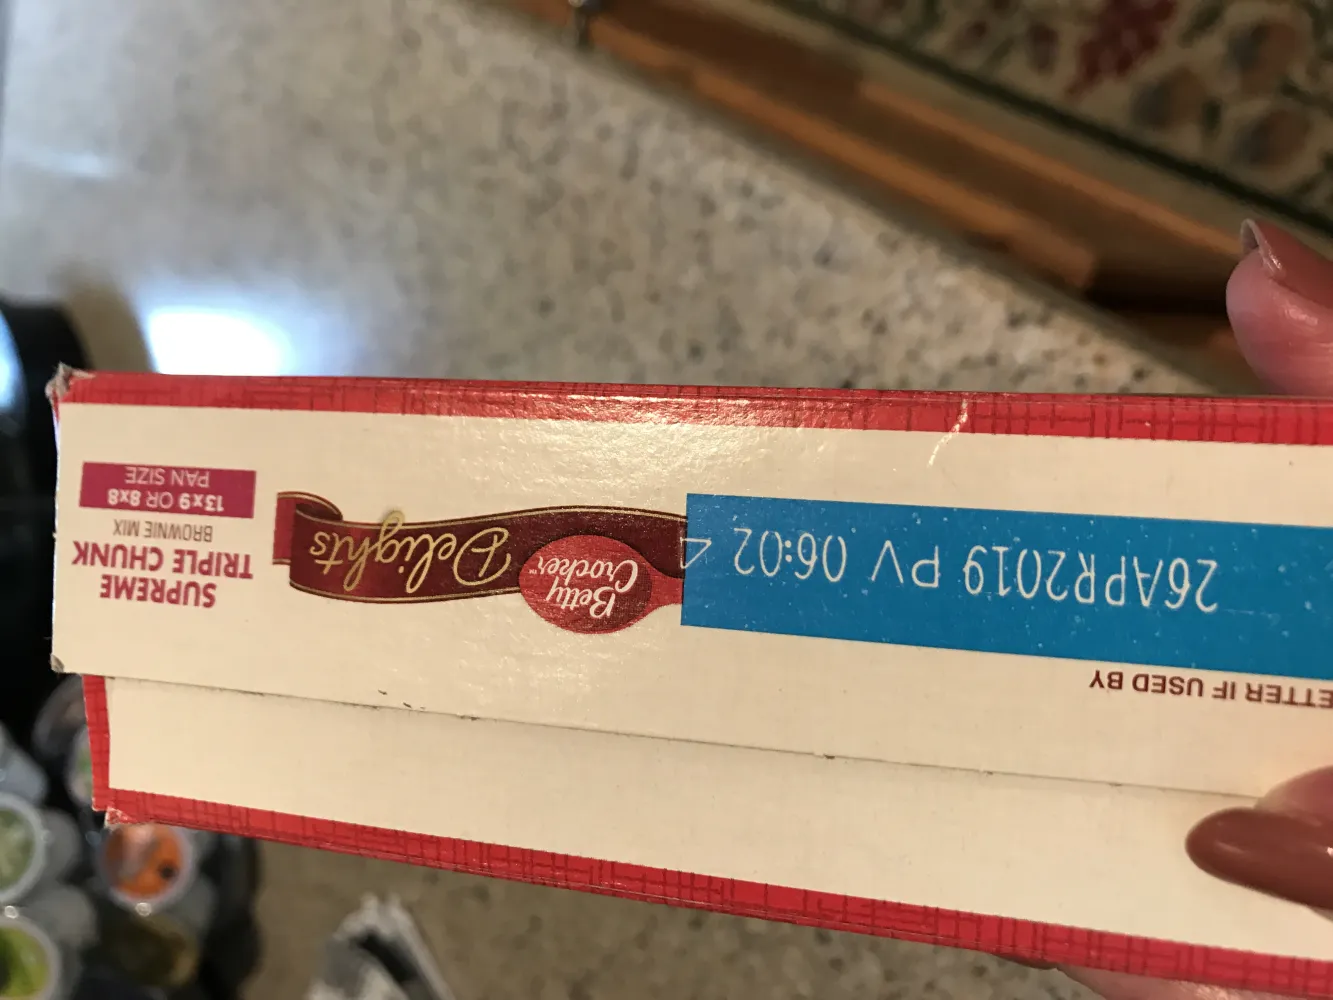 ETTER IF USED BY
26APR2019 PV 06:02 <
Betty
Crocker™
Delights
SUPREME
TRIPLE CHUNK
BROWNIE MIX
13x9 OR 8x8
PAN SIZE